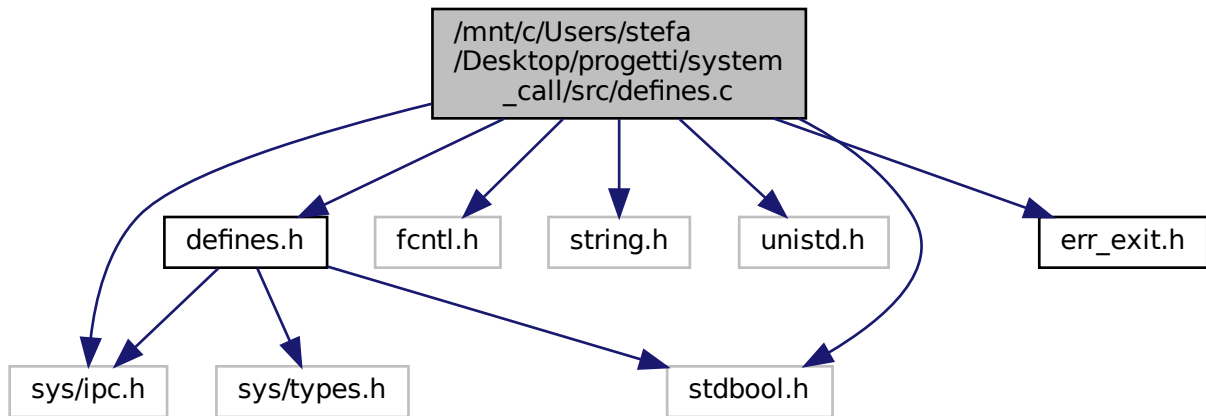 /mnt/c/Users/stefa
/Desktop/progetti/system
_call/src/defines.c
defines.h
fcntl.h
string.h
unistd.h
err_exit.h
sys/ipc.h
sys/types.h
stdbool.h